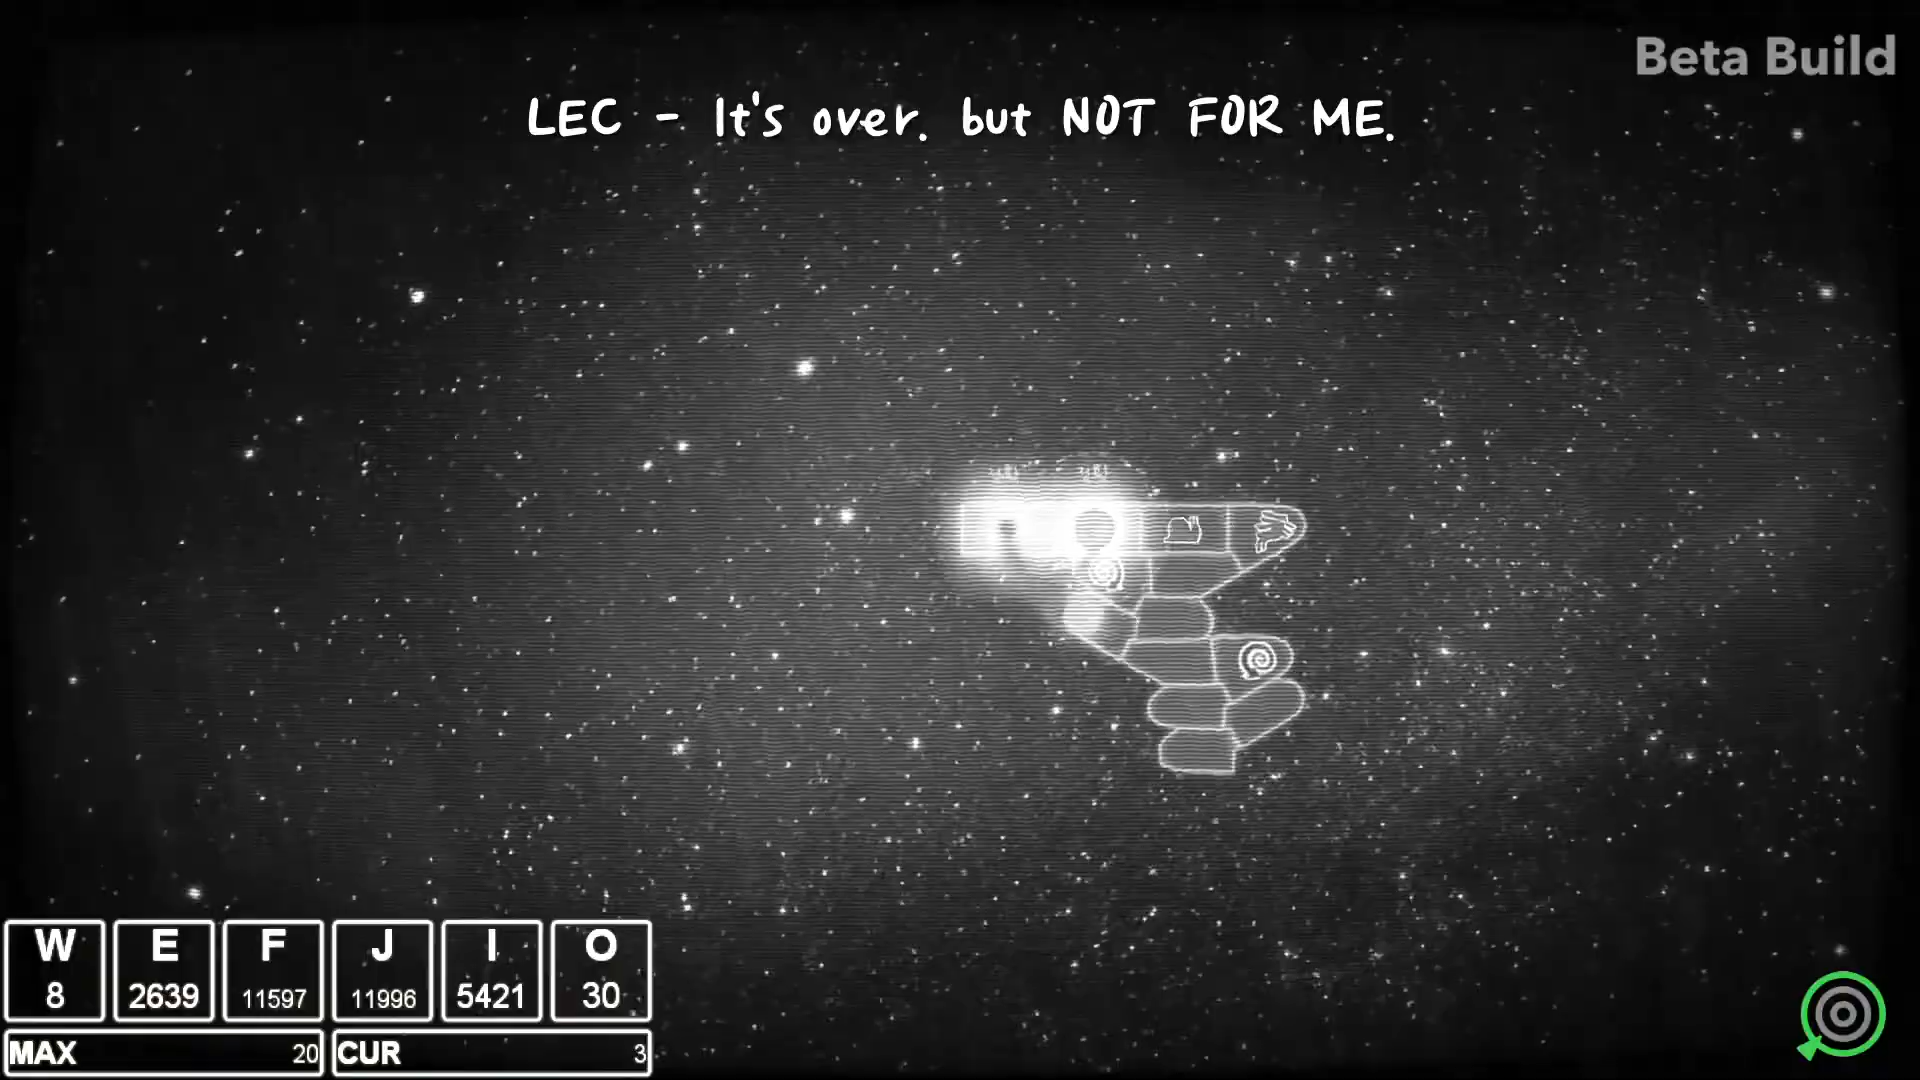 Beta Build
LEC - It's over. but NOT FOR ME.
W E F J I O
8 2639 11597 11996 5421 30
MAX 20 CUR 3